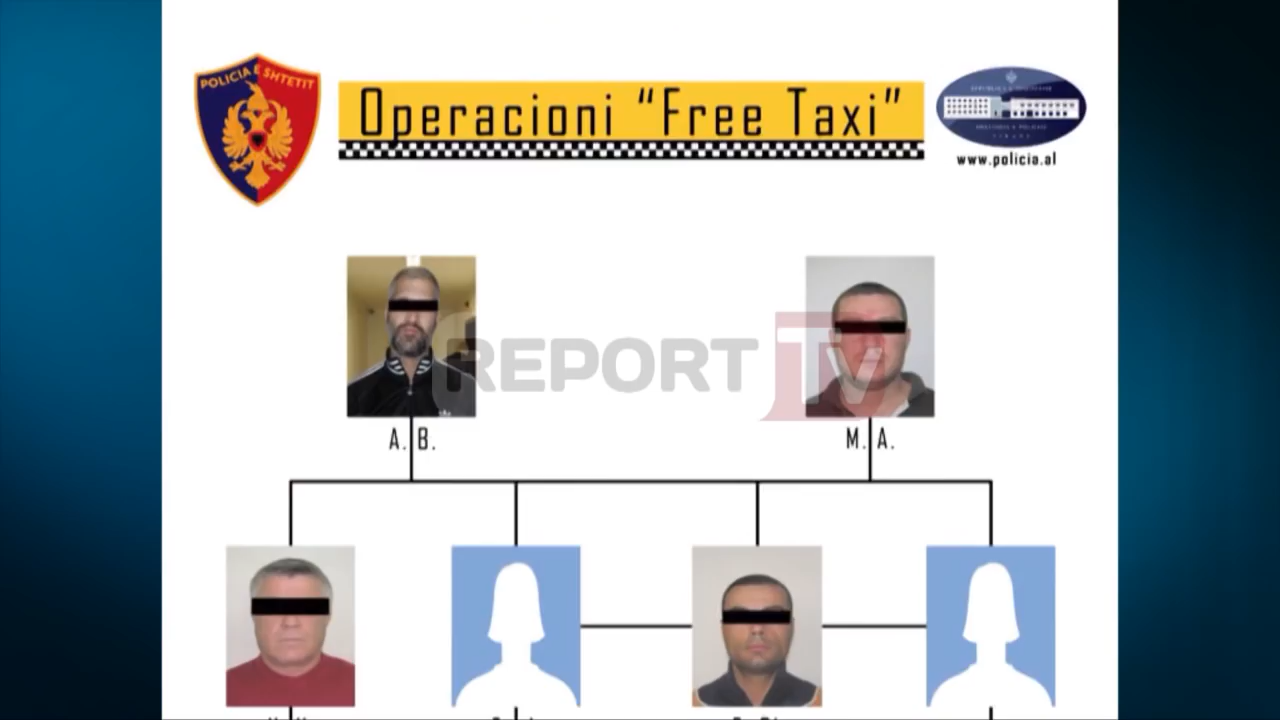 POLICIA E SHTETIT
Operacioni “Free Taxi”
www.policia.al
REPORT TV
A. B.
M. A.